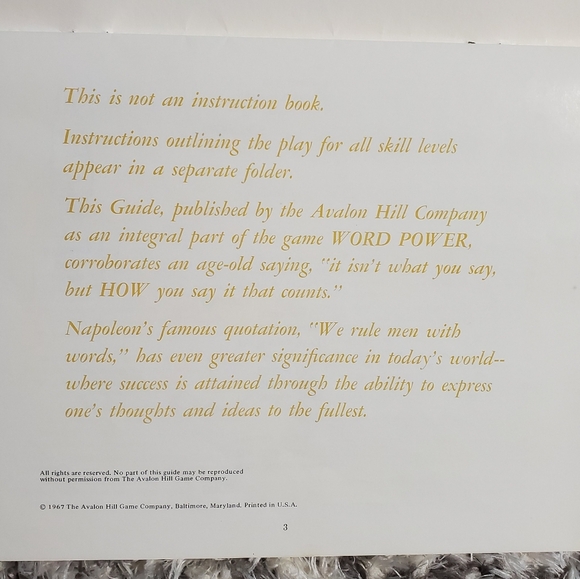 This is not an instruction book.
Instructions outlining the play for all skill levels
appear in a separate folder.
This Guide, published by the Avalon Hill Company
as an integral part of the game WORD POWER,
corroborates an age-old saying, "it isn't what you say,
but HOW you say it that counts."
Napoleon's famous quotation, "We rule men with
words," has even greater significance in today's world--
where success is attained through the ability to express
one's thoughts and ideas to the fullest.
All rights are reserved. No part of this guide may be reproduced
without permission from The Avalon Hill Game Company.
© 1967 The Avalon Hill Game Company, Baltimore, Maryland. Printed in U.S.A.
3